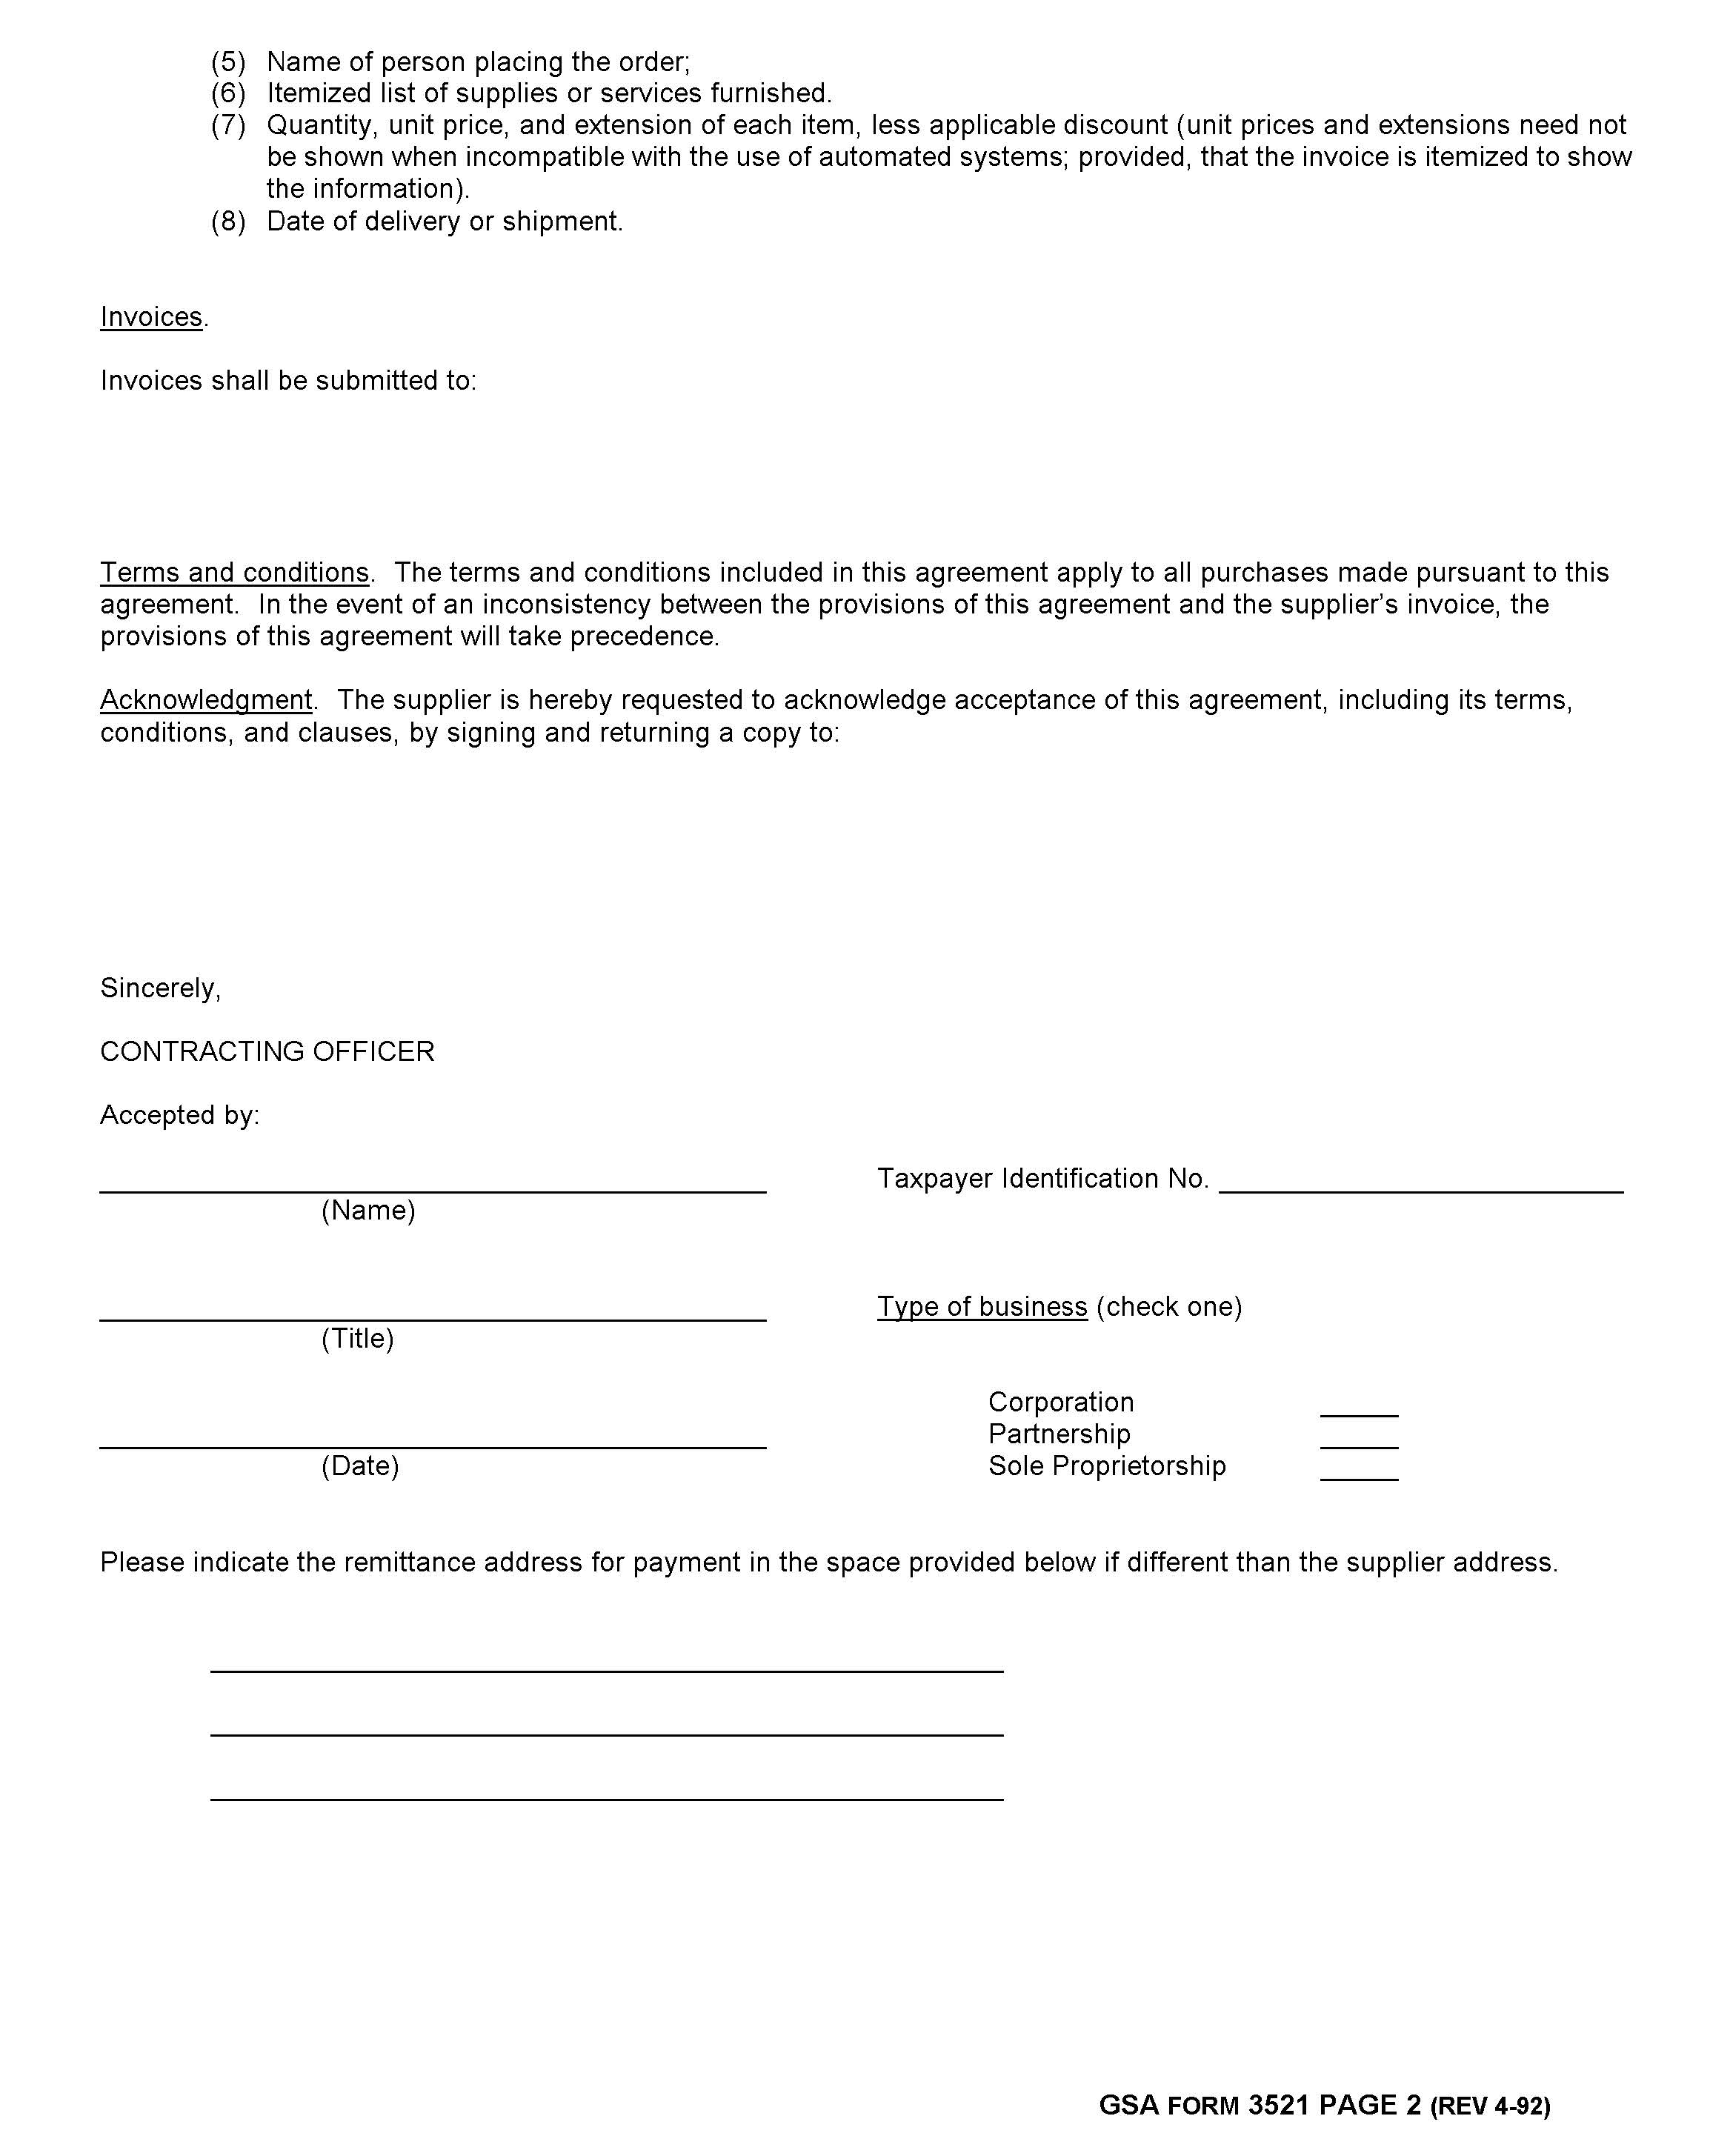 (5) Name of person placing the order;
(6) Itemized list of supplies or services furnished.
(7) Quantity, unit price, and extension of each item, less applicable discount (unit prices and extensions need not
be shown when incompatible with the use of automated systems; provided, that the invoice is itemized to show
the information).
(8) Date of delivery or shipment.
Invoices.
Invoices shall be submitted to:
Terms and conditions. The terms and conditions included in this agreement apply to all purchases made pursuant to this
agreement. In the event of an inconsistency between the provisions of this agreement and the supplier’s invoice, the
provisions of this agreement will take precedence.
Acknowledgment. The supplier is hereby requested to acknowledge acceptance of this agreement, including its terms,
conditions, and clauses, by signing and returning a copy to:
Sincerely,
CONTRACTING OFFICER
Accepted by:
Taxpayer Identification No.
(Name)
Type of business (check one)
(Title)
Corporation
Partnership
(Date) Sole Proprietorship
Please indicate the remittance address for payment in the space provided below if different than the supplier address.
GSA FORM 3521 PAGE 2 (REV 4-92)